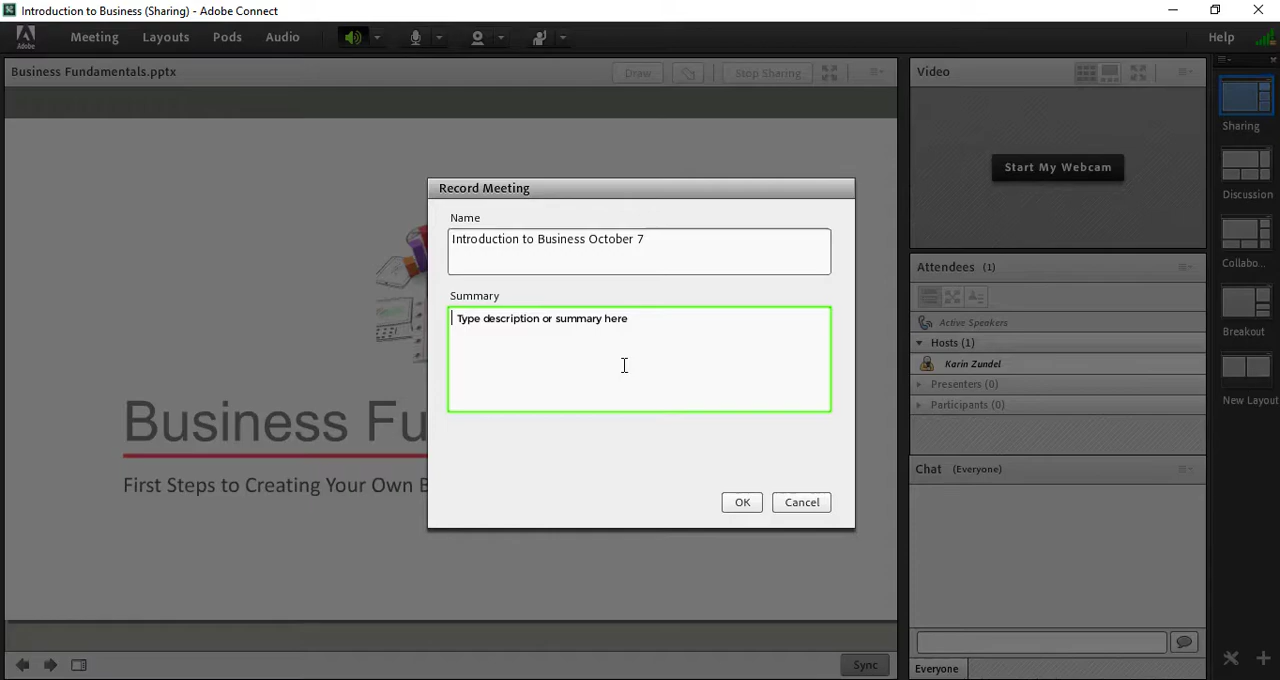 Introduction to Business (Sharing) - Adobe Connect
Adobe
Meeting
Layouts
Pods
Audio
Help
Business Fundamentals.pptx
Draw
Stop Sharing
Business Fu
First Steps to Creating Your Own B
Sync
Record Meeting
Name
Introduction to Business October 7
Summary
Type description or summary here
OK
Cancel
Video
Start My Webcam
Attendees (1)
Active Speakers
Hosts (1)
Karin Zundel
Presenters (0)
Participants (0)
Chat (Everyone)
Everyone
Sharing
Discussion
Collabo...
Breakout
New Layout